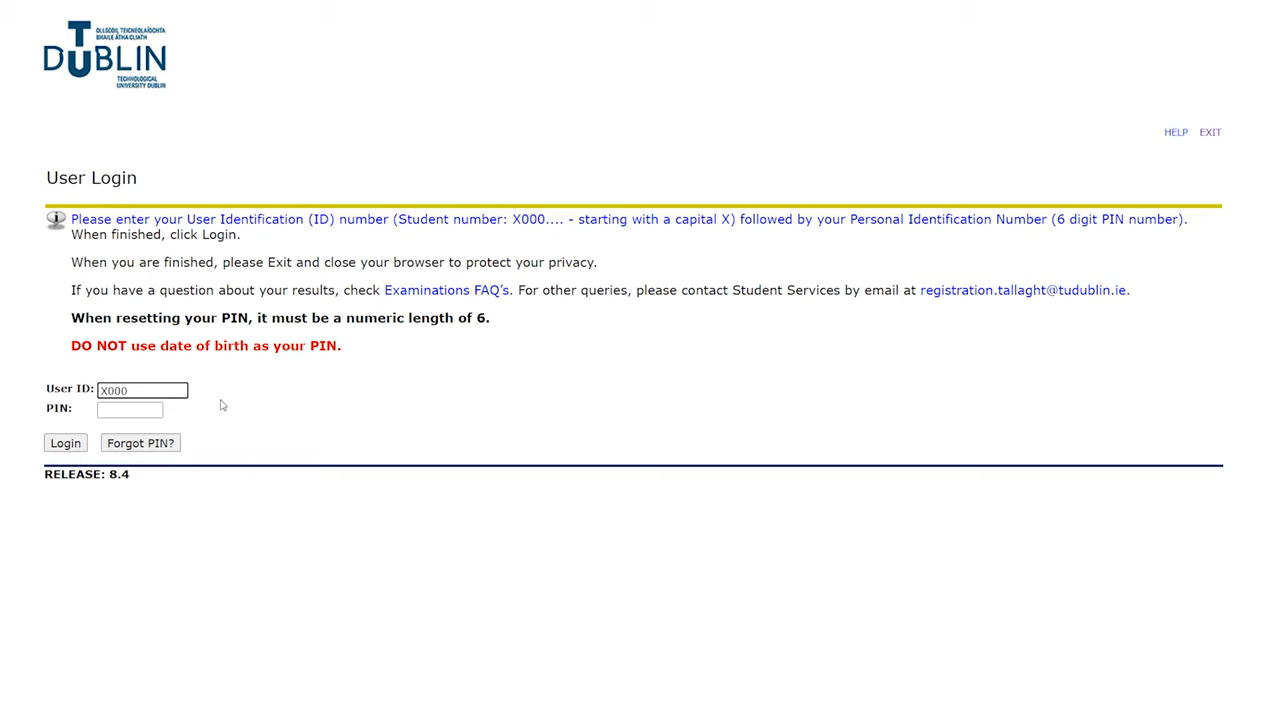 OLLSCOIL TEICNEOLAÍOCHTA
BHAILE ÁTHA CLIATH
TU DUBLIN
TECHNOLOGICAL
UNIVERSITY DUBLIN
HELP EXIT
User Login
Please enter your User Identification (ID) number (Student number: X000.... - starting with a capital X) followed by your Personal Identification Number (6 digit PIN number).
When finished, click Login.
When you are finished, please Exit and close your browser to protect your privacy.
If you have a question about your results, check Examinations FAQ's. For other queries, please contact Student Services by email at registration.tallaght@tudublin.ie.
When resetting your PIN, it must be a numeric length of 6.
DO NOT use date of birth as your PIN.
User ID: X000
PIN:
Login Forgot PIN?
RELEASE: 8.4